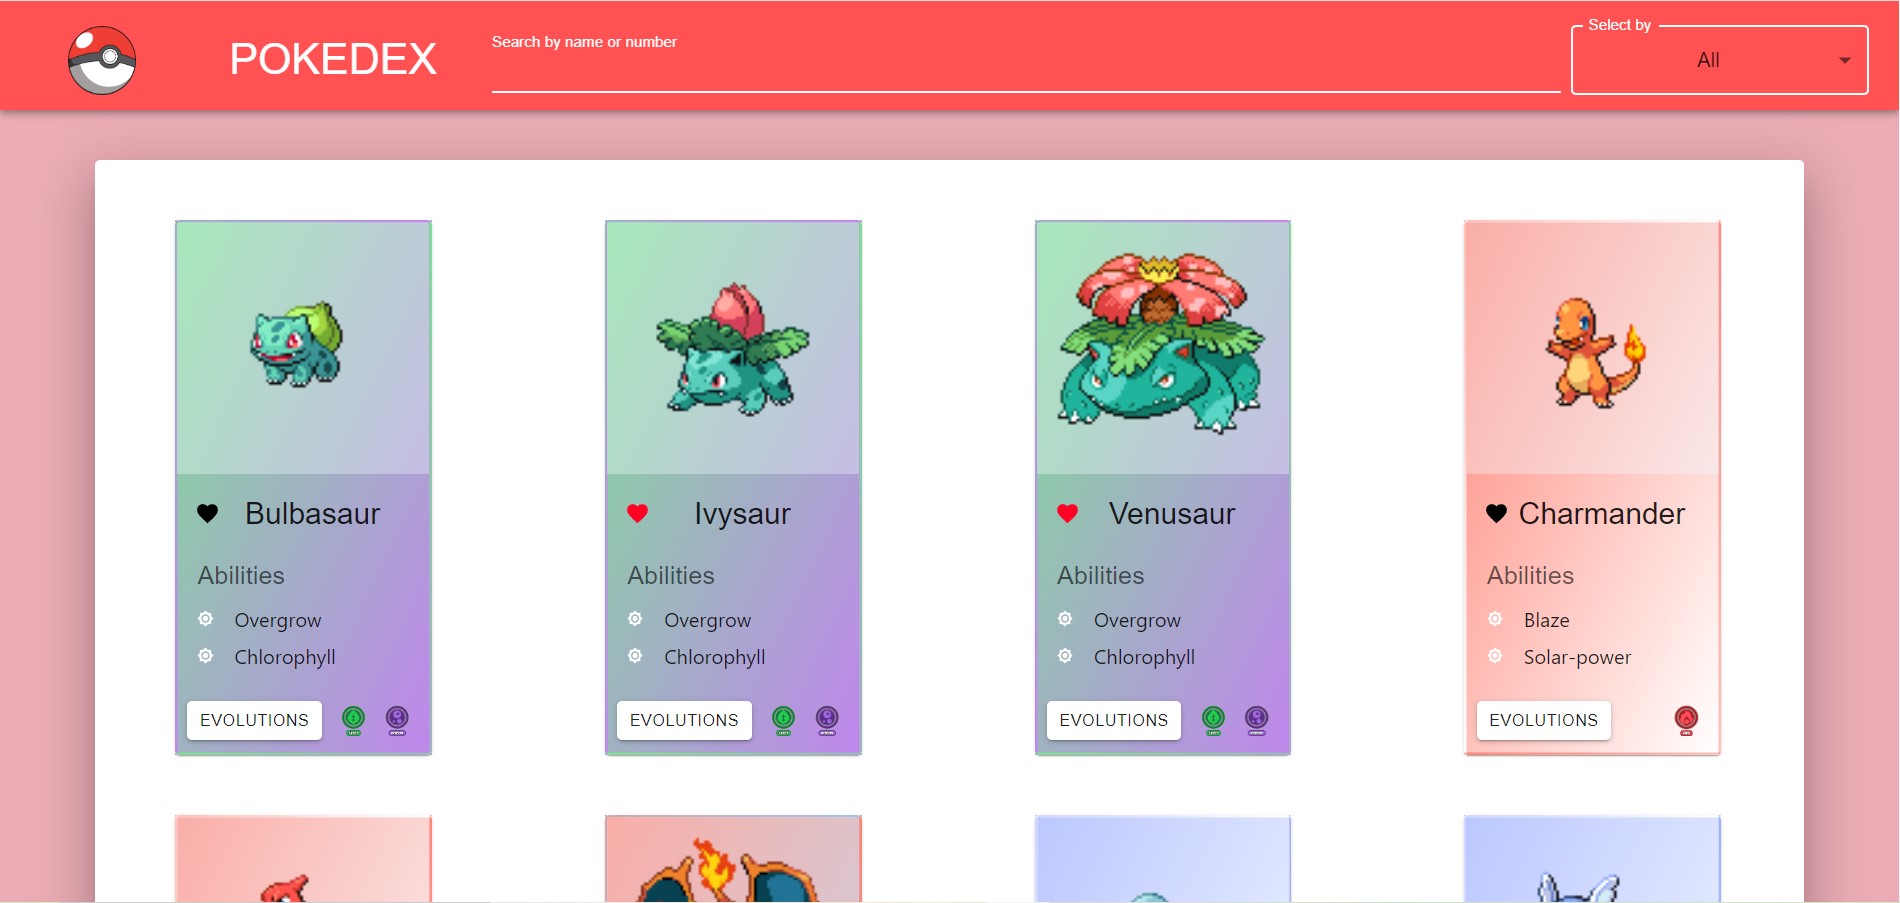 POKEDEX
Search by name or number
Select by
All
Bulbasaur
Abilities
Overgrow
Chlorophyll
EVOLUTIONS
Ivysaur
Abilities
Overgrow
Chlorophyll
EVOLUTIONS
Venusaur
Abilities
Overgrow
Chlorophyll
EVOLUTIONS
Charmander
Abilities
Blaze
Solar-power
EVOLUTIONS